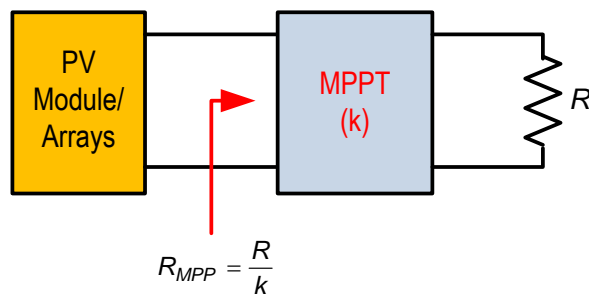 PV
Module/
Arrays
MPPT
(k)
R
R_MPP = R/k